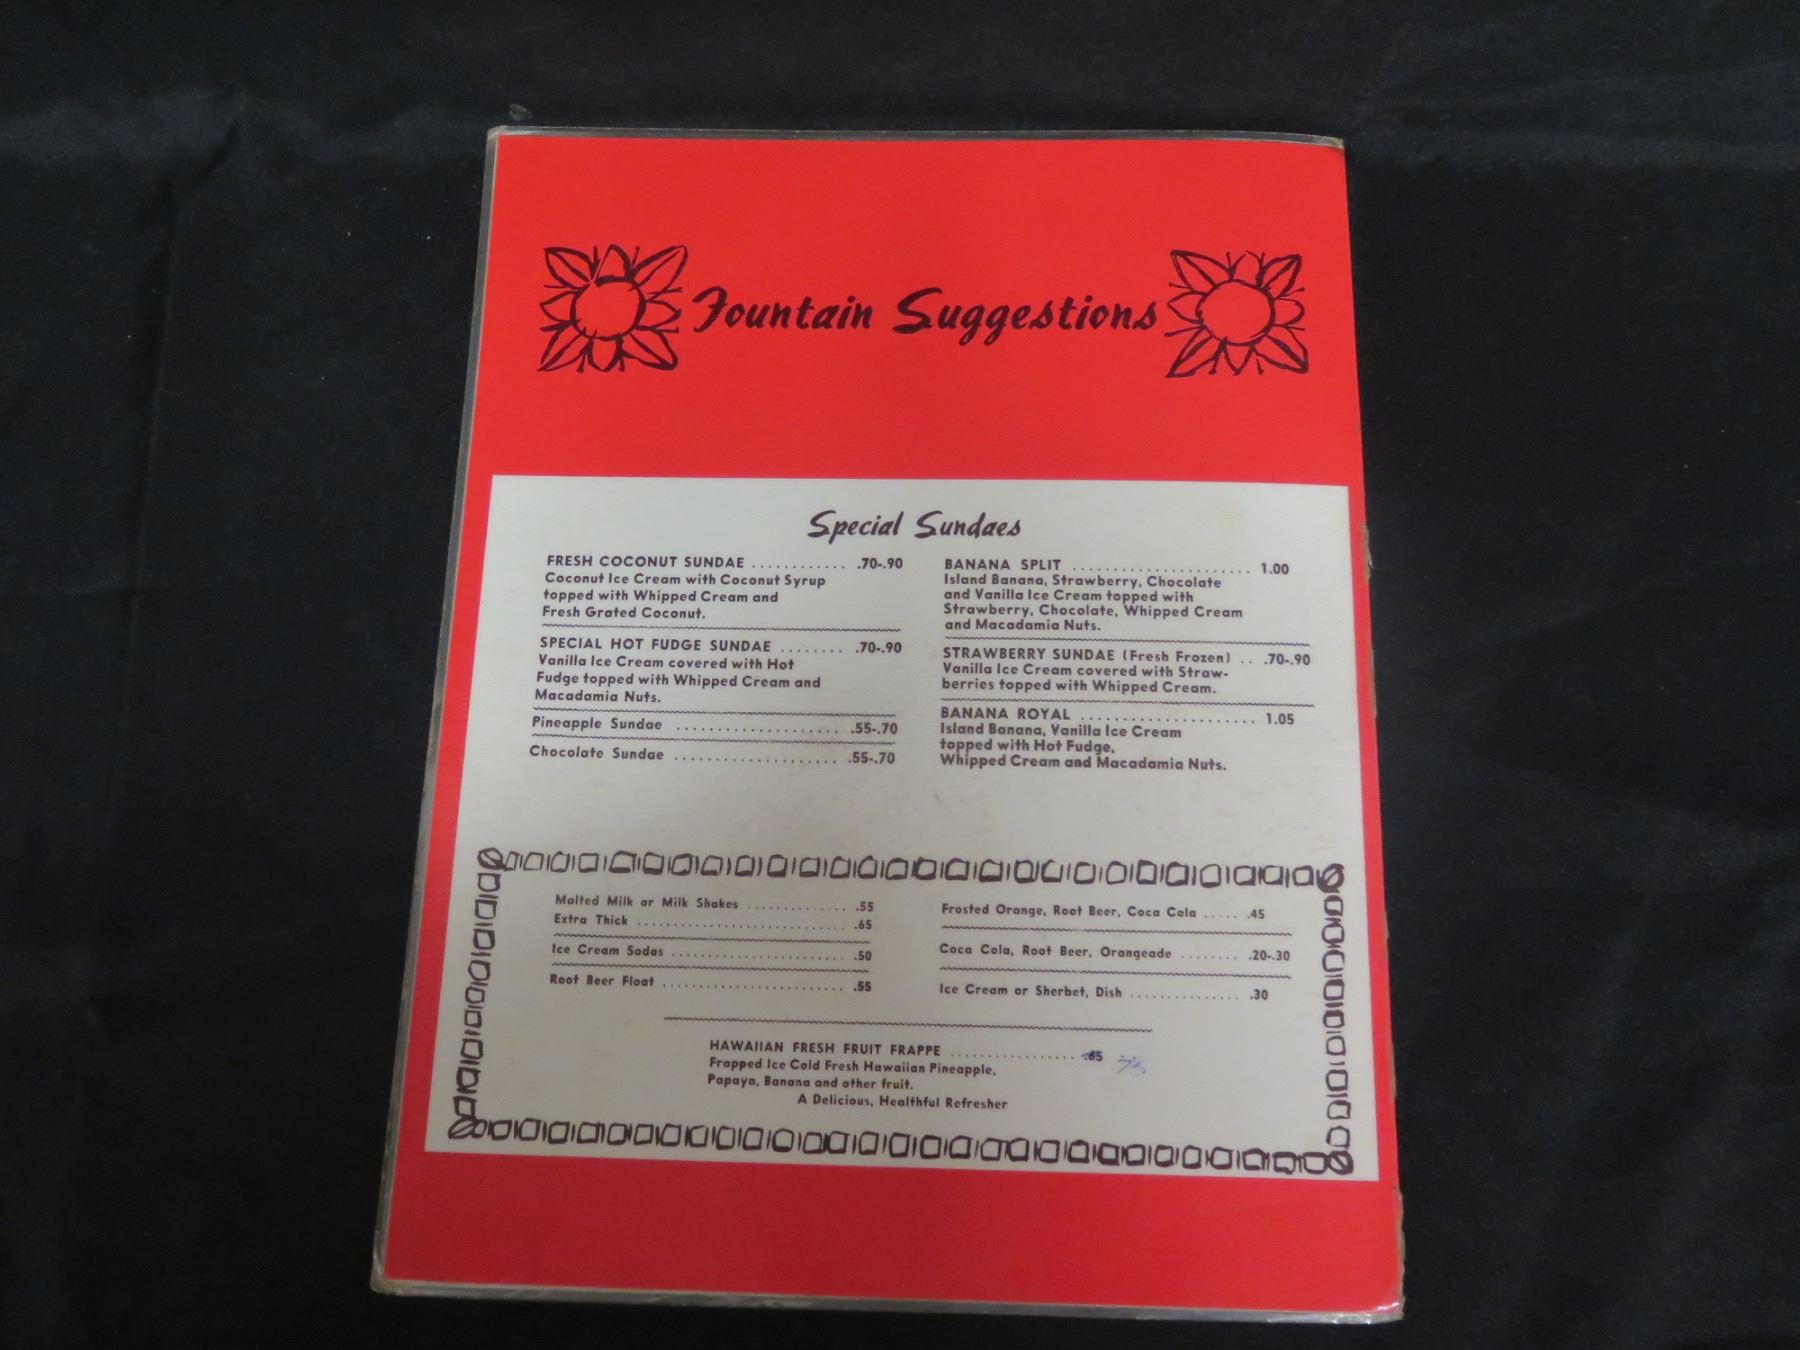 Fountain Suggestions
Special Sundaes
FRESH COCONUT SUNDAE ............ .70-.90
Coconut Ice Cream with Coconut Syrup
topped with Whipped Cream and
Fresh Grated Coconut.
SPECIAL HOT FUDGE SUNDAE ........ .70-.90
Vanilla Ice Cream covered with Hot
Fudge topped with Whipped Cream and
Macadamia Nuts.
Pineapple Sundae .................... .55-.70
Chocolate Sundae .................... .55-.70
BANANA SPLIT ...................... 1.00
Island Banana, Strawberry, Chocolate
and Vanilla Ice Cream topped with
Strawberry, Chocolate, Whipped Cream
and Macadamia Nuts.
STRAWBERRY SUNDAE (Fresh Frozen) .. .70-.90
Vanilla Ice Cream covered with Straw-
berries topped with Whipped Cream.
BANANA ROYAL ...................... 1.05
Island Banana, Vanilla Ice Cream
topped with Hot Fudge,
Whipped Cream and Macadamia Nuts.
Malted Milk or Milk Shakes .............. .55
Extra Thick ............................ .65
Ice Cream Sodas ....................... .50
Root Beer Float ........................ .55
Frosted Orange, Root Beer, Coca Cola ..... .45
Coca Cola, Root Beer, Orangeade ........ .20-.30
Ice Cream or Sherbet, Dish ............... .30
HAWAIIAN FRESH FRUIT FRAPPE ................. .65 75
Frapped Ice Cold Fresh Hawaiian Pineapple,
Papaya, Banana and other fruit.
A Delicious, Healthful Refresher